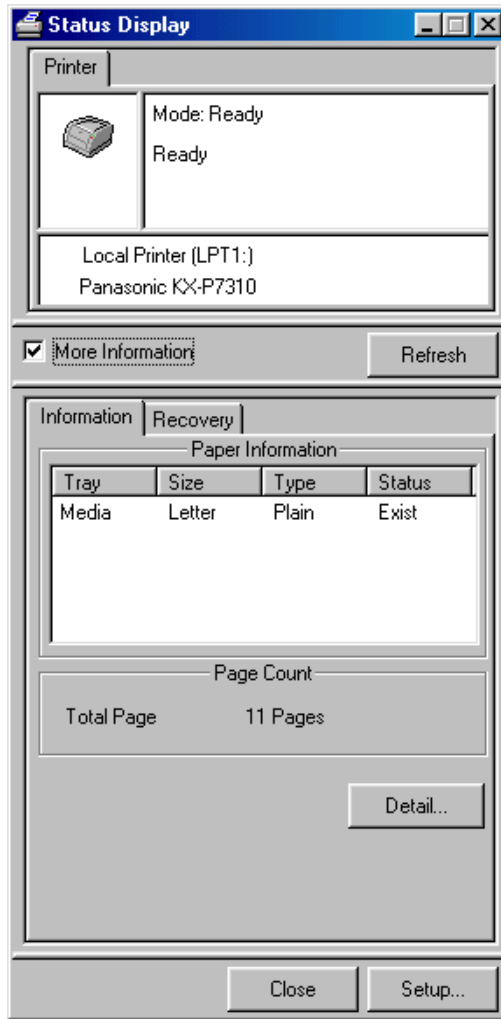 Status Display
Printer
Mode: Ready
Ready
Local Printer (LPT1:)
Panasonic KX-P7310
More Information
Refresh
Information Recovery
Paper Information
Tray Size Type Status
Media Letter Plain Exist
Page Count
Total Page 11 Pages
Detail...
Close Setup...